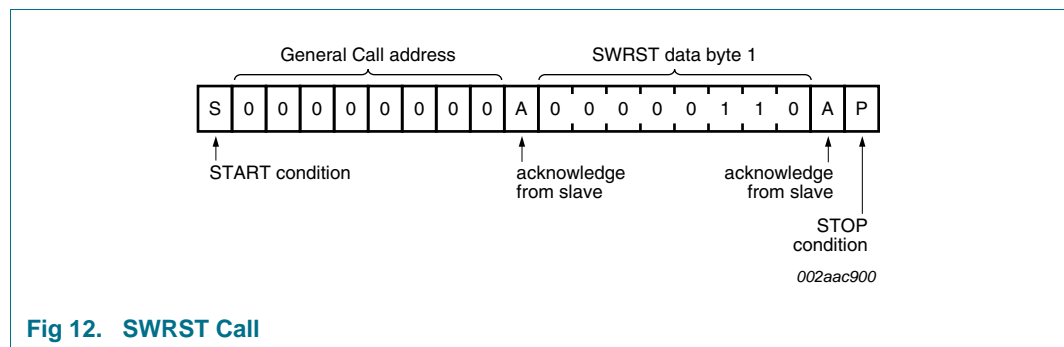 General Call address SWRST data byte 1
S 0 0 0 0 0 0 0 0 A 0 0 0 0 0 1 1 0 A P
START condition acknowledge from slave acknowledge from slave
STOP condition
002aac900
Fig 12. SWRST Call